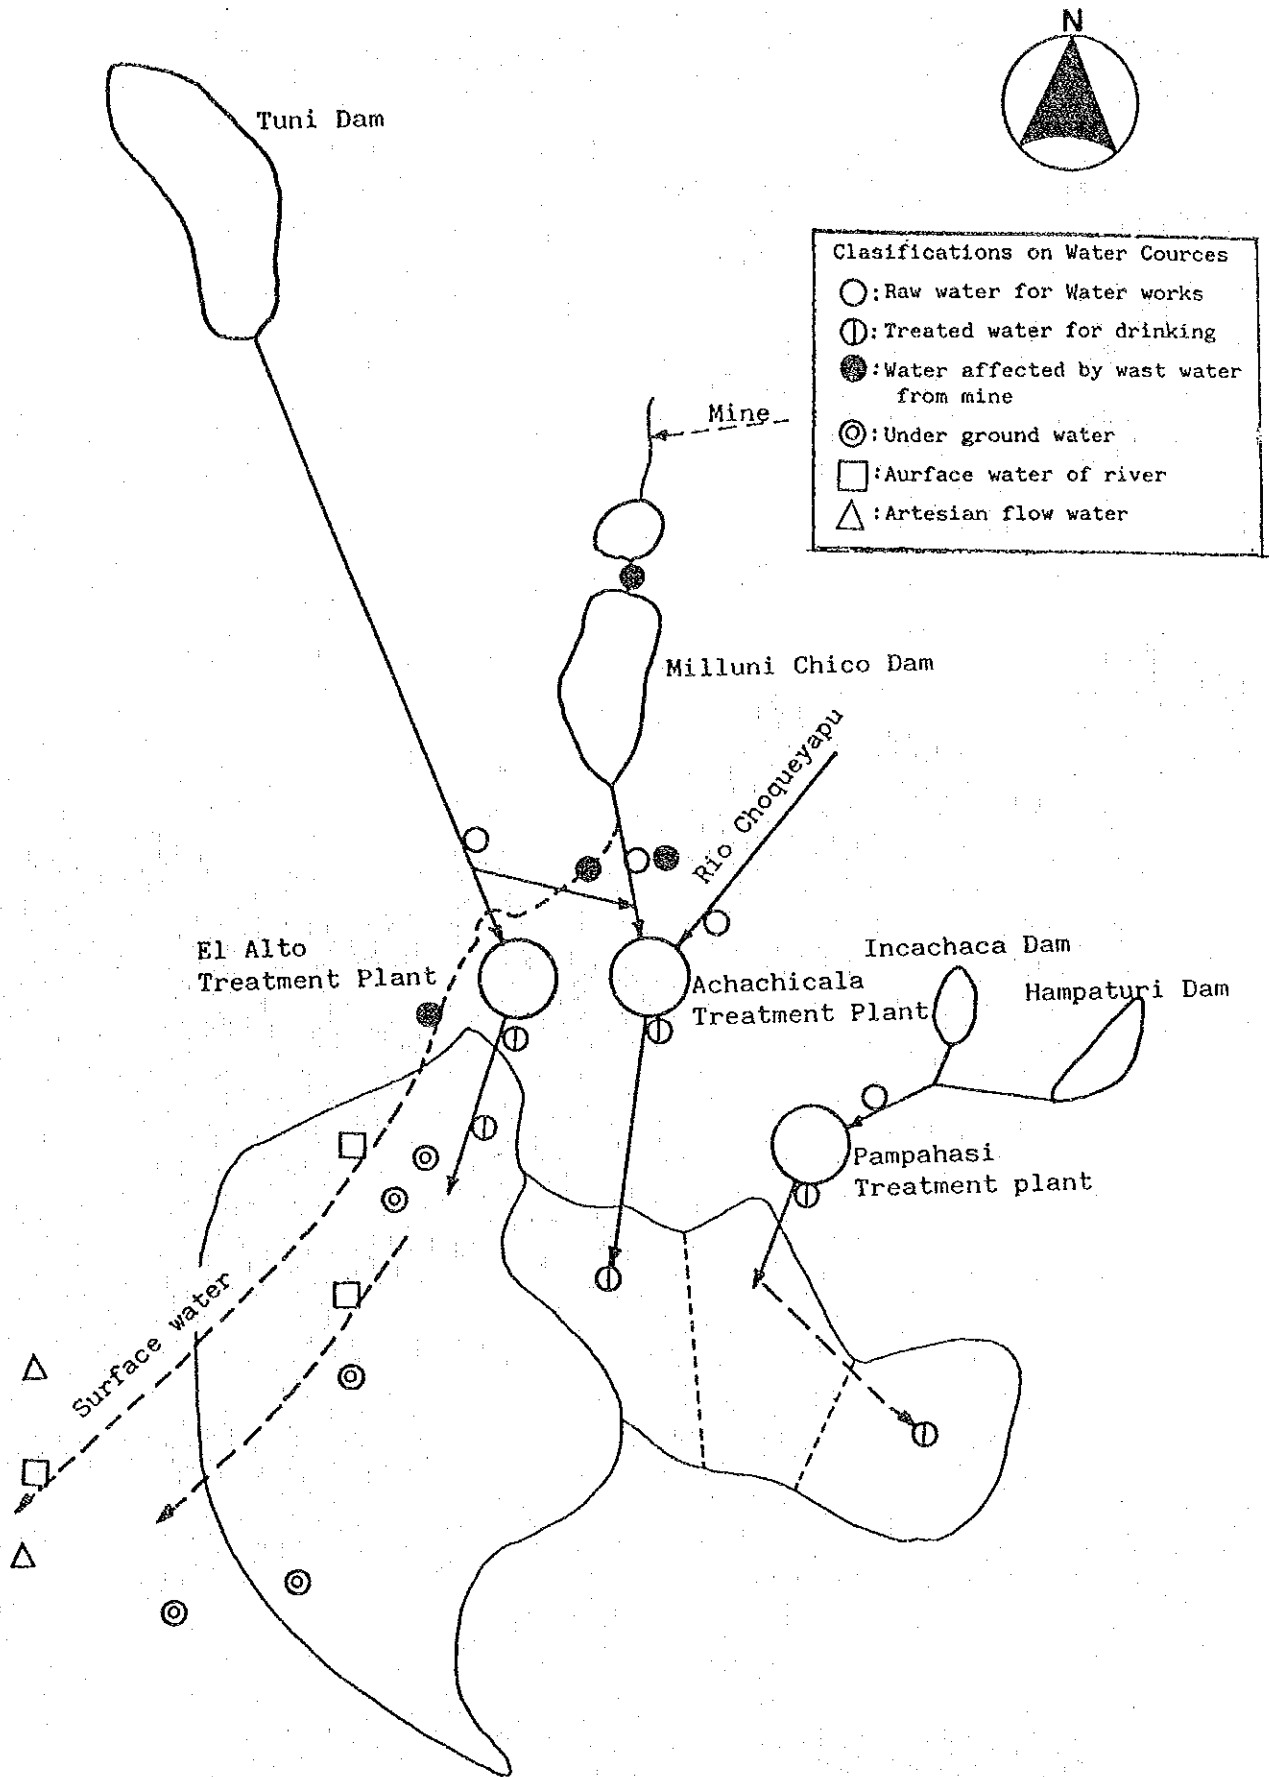 N
Tuni Dam
Clasifications on Water Cources
○:Raw water for Water works
⦶:Treated water for drinking
●:Water affected by wast water
from mine
◎:Under ground water
□:Aurface water of river
△:Artesian flow water
Mine
Milluni Chico Dam
Rio Choqueyapu
El Alto
Treatment Plant
Achachicala
Treatment Plant
Incachaca Dam
Hampaturi Dam
Pampahasi
Treatment plant
Surface water